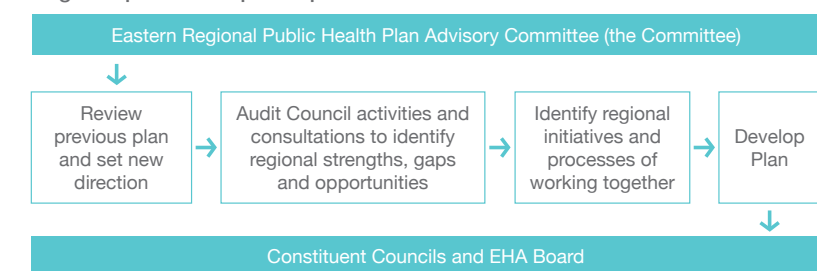 Eastern Regional Public Health Plan Advisory Committee (the Committee)
Review
previous plan
and set new
direction
Audit Council activities and
consultations to identify
regional strengths, gaps
and opportunities
Identify regional
initiatives and
processes of
working together
Develop
Plan
Constituent Councils and EHA Board